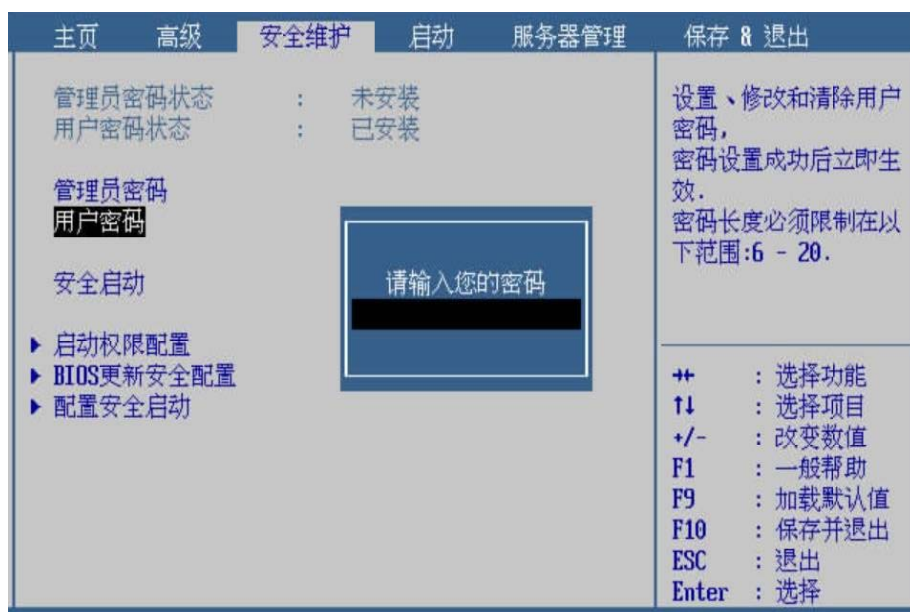 主页 高级 安全维护 启动 服务器管理 保存 & 退出
管理员密码状态 : 未安装
用户密码状态 : 已安装
管理员密码
用户密码
安全启动
启动权限配置
BIOS更新安全配置
配置安全启动
请输入您的密码
设置、修改和清除用户
密码,
密码设置成功后立即生
效.
密码长度必须限制在以
下范围:6 - 20.
→← : 选择功能
↑↓ : 选择项目
+/- : 改变数值
F1 : 一般帮助
F9 : 加载默认值
F10 : 保存并退出
ESC : 退出
Enter : 选择